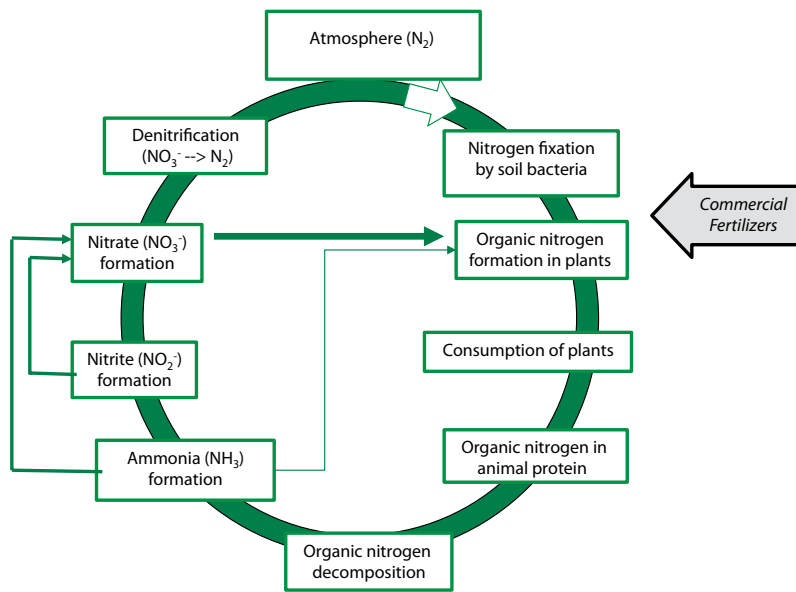 Atmosphere (N₂)
Denitrification
(NO₃⁻ --> N₂)
Nitrogen fixation
by soil bacteria
Commercial
Fertilizers
Nitrate (NO₃⁻)
formation
Organic nitrogen
formation in plants
Nitrite (NO₂⁻)
formation
Consumption of plants
Ammonia (NH₃)
formation
Organic nitrogen in
animal protein
Organic nitrogen
decomposition